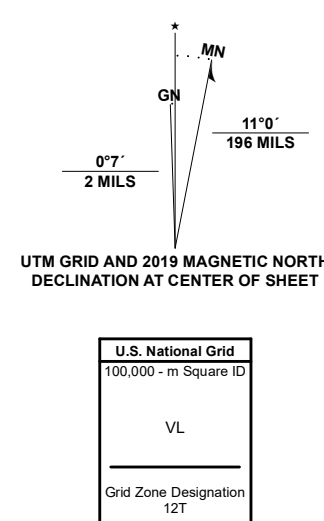 MN
GN
11°0´
196 MILS
0°7´
2 MILS
UTM GRID AND 2019 MAGNETIC NORTH
DECLINATION AT CENTER OF SHEET
U.S. National Grid
100,000 - m Square ID
VL
Grid Zone Designation
12T